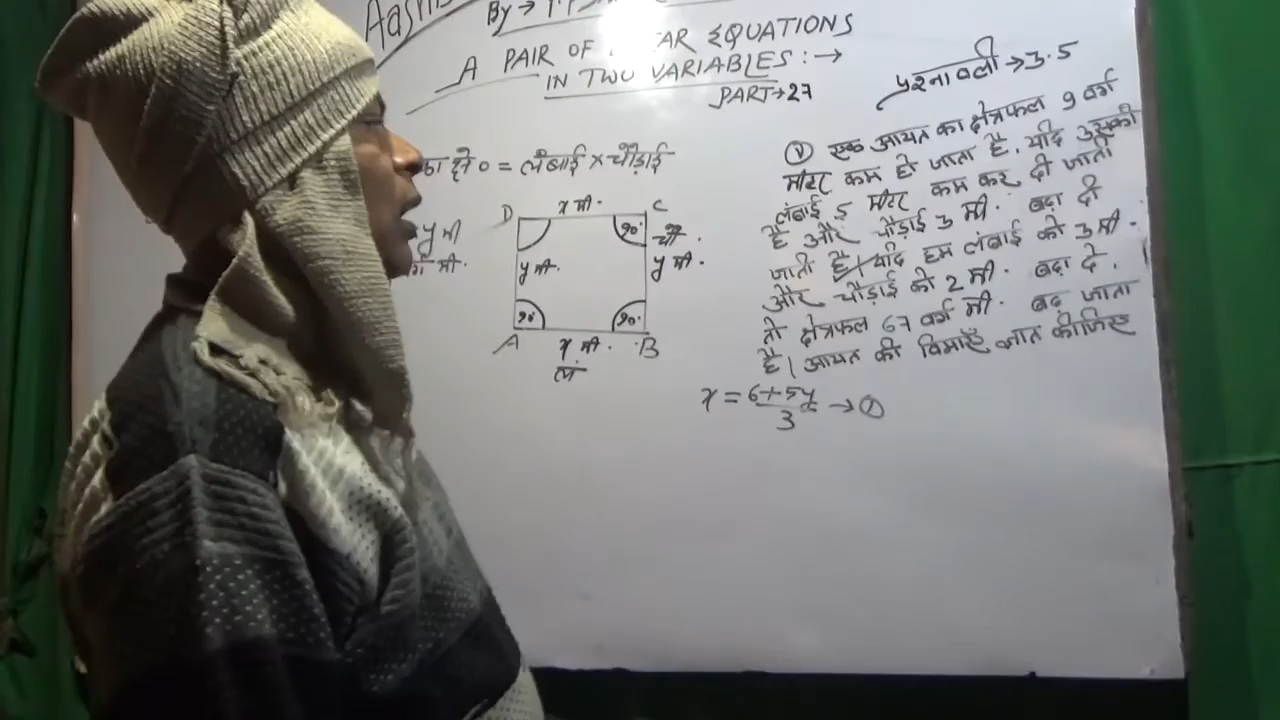 By →
A PAIR OF EQUATIONS
IN TWO VARIABLES : →
PART → 27
प्रश्नावली → 3.5
क्षे० = लंबाई × चौड़ाई
D x मी. C
90°
चौ.
y मी.
y मी.
y मी
मी.
90° 90°
A x मी. B
लं
(v) एक आयत का क्षेत्रफल 9 वर्ग
मीटर कम हो जाता है. यदि उसकी
लंबाई 5 मीटर कम कर दी जाती
है और चौड़ाई 3 मी. बढ़ा दी
जाती है। यदि हम लंबाई को 3 मी.
और चौड़ाई को 2 मी. बढ़ा दे.
तो क्षेत्रफल 67 वर्ग मी. बढ़ जाता
है। आयत की विमाएँ ज्ञात कीजिए
x = 6+5y/3 → ①